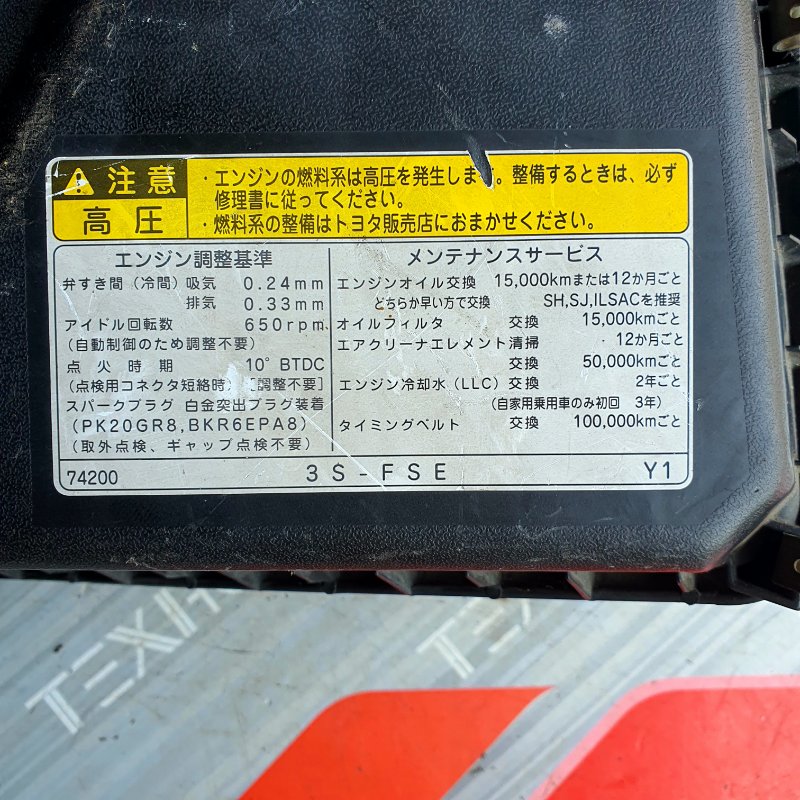 注意
高圧
・エンジンの燃料系は高圧を発生します。整備するときは、必ず
修理書に従ってください。
・燃料系の整備はトヨタ販売店におまかせください。
エンジン調整基準
弁すき間（冷間）吸気 0.24mm
排気 0.33mm
アイドル回転数 650rpm
（自動制御のため調整不要）
点火時期 10°BTDC
（点検用コネクタ短絡時）［調整不要］
スパークプラグ 白金突出プラグ装着
（PK20GR8,BKR6EPA8）
（取外点検、ギャップ点検不要）
メンテナンスサービス
エンジンオイル交換 15,000kmまたは12か月ごと
どちらか早い方で交換 SH,SJ,ILSACを推奨
オイルフィルタ 交換 15,000kmごと
エアクリーナエレメント清掃 12か月ごと
交換 50,000kmごと
エンジン冷却水（LLC） 交換 2年ごと
（自家用乗用車のみ初回 3年）
タイミングベルト 交換 100,000kmごと
74200 3S-FSE Y1